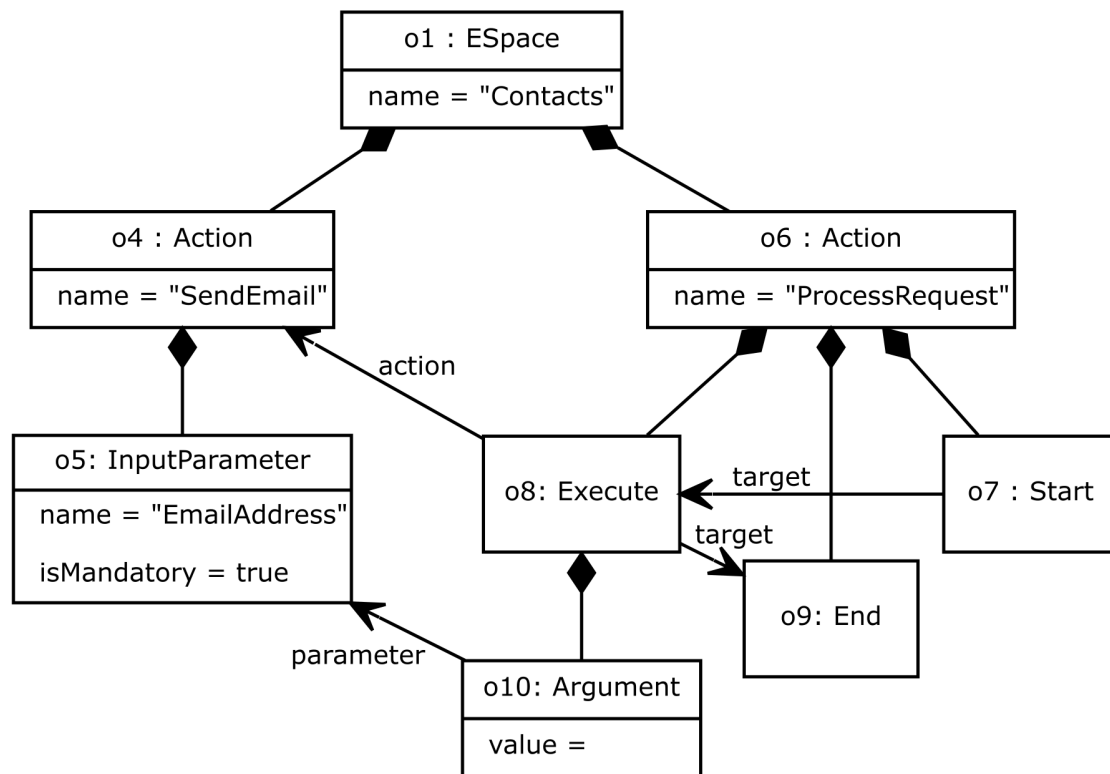 o1 : ESpace
name = "Contacts"
o4 : Action
name = "SendEmail"
o6 : Action
name = "ProcessRequest"
action
o5: InputParameter
name = "EmailAddress"
isMandatory = true
o8: Execute
target
o7 : Start
target
o9: End
parameter
o10: Argument
value =